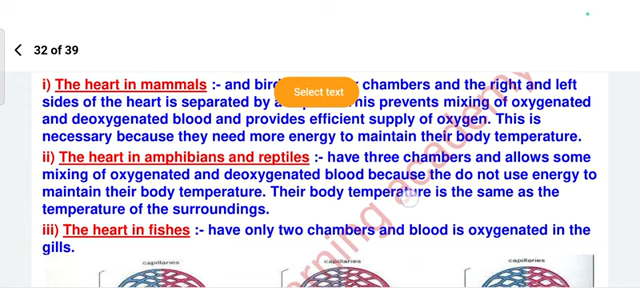 32 of 39
Select text
i) The heart in mammals :- and chambers and the right and left
sides of the heart is separated by This prevents mixing of oxygenated
and deoxygenated blood and provides efficient supply of oxygen. This is
necessary because they need more energy to maintain their body temperature.
ii) The heart in amphibians and reptiles :- have three chambers and allows some
mixing of oxygenated and deoxygenated blood because the do not use energy to
maintain their body temperature. Their body temperature is the same as the
temperature of the surroundings.
iii) The heart in fishes :- have only two chambers and blood is oxygenated in the
gills.
capillaries capillaries capillaries
academy